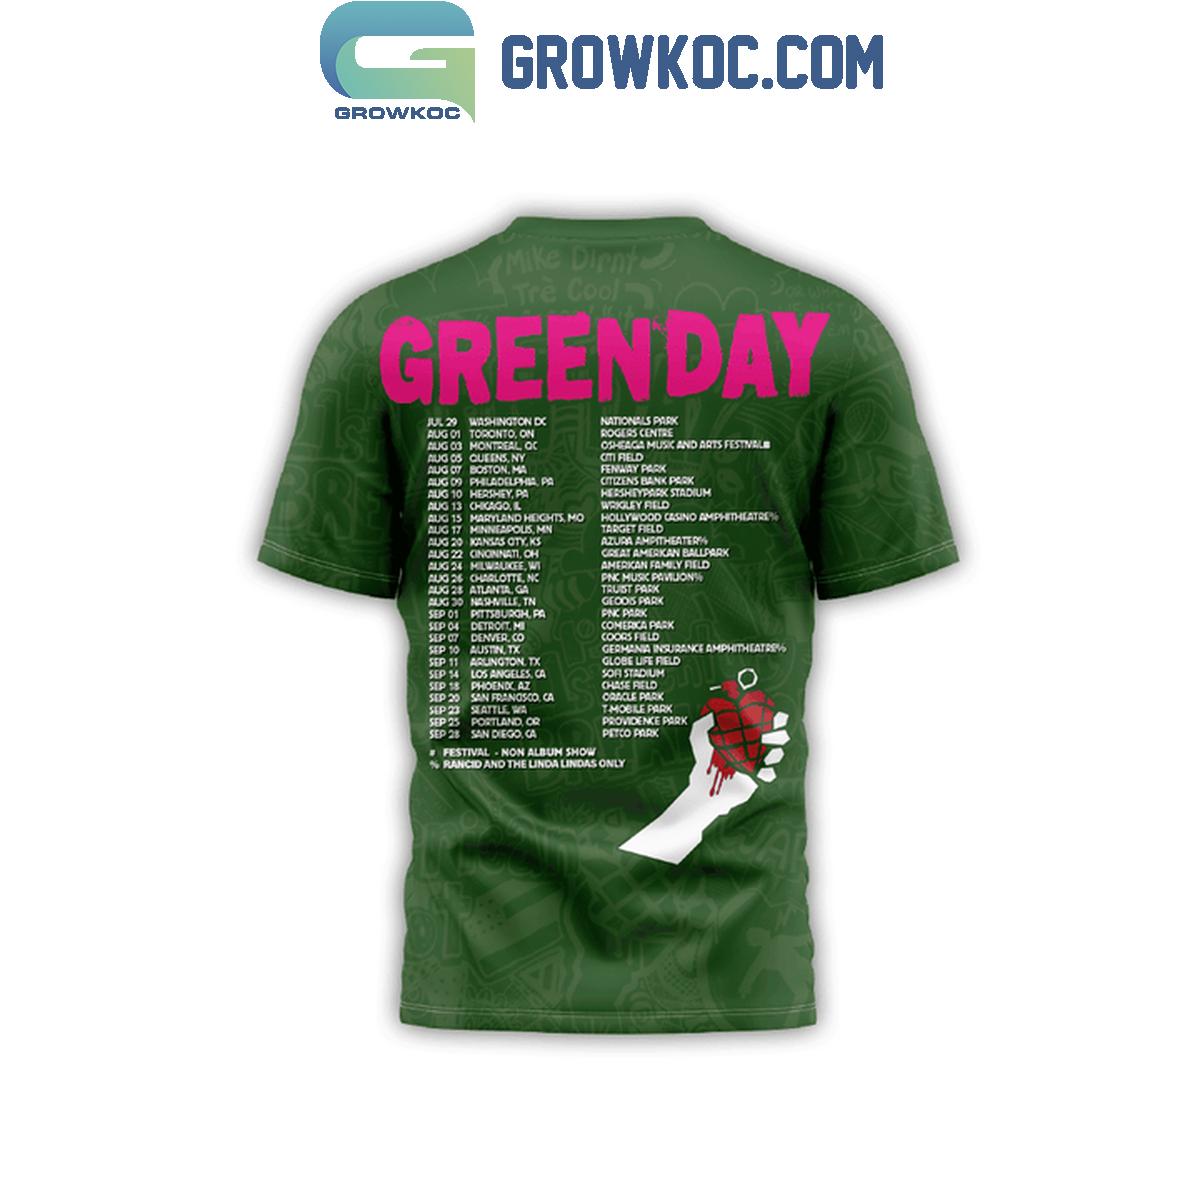 GROWKOC
GROWKOC.COM
Mike Dirnt
Trè Cool
GREEN DAY
JUL 29 WASHINGTON DC NATIONALS PARK
AUG 01 TORONTO, ON ROGERS CENTRE
AUG 03 MONTREAL, QC OSHEAGA MUSIC AND ARTS FESTIVAL#
AUG 05 QUEENS, NY CITI FIELD
AUG 07 BOSTON, MA FENWAY PARK
AUG 09 PHILADELPHIA, PA CITIZENS BANK PARK
AUG 10 HERSHEY, PA HERSHEYPARK STADIUM
AUG 13 CHICAGO, IL WRIGLEY FIELD
AUG 15 MARYLAND HEIGHTS, MO HOLLYWOOD CASINO AMPHITHEATRE%
AUG 17 MINNEAPOLIS, MN TARGET FIELD
AUG 20 KANSAS CITY, KS AZURA AMPITHEATER%
AUG 22 CINCINNATI, OH GREAT AMERICAN BALLPARK
AUG 24 MILWAUKEE, WI AMERICAN FAMILY FIELD
AUG 26 CHARLOTTE, NC PNC MUSIC PAVILION%
AUG 28 ATLANTA, GA TRUIST PARK
AUG 30 NASHVILLE, TN GEODIS PARK
SEP 01 PITTSBURGH, PA PNC PARK
SEP 04 DETROIT, MI COMERICA PARK
SEP 07 DENVER, CO COORS FIELD
SEP 10 AUSTIN, TX GERMANIA INSURANCE AMPHITHEATRE%
SEP 11 ARLINGTON, TX GLOBE LIFE FIELD
SEP 14 LOS ANGELES, CA SOFI STADIUM
SEP 18 PHOENIX, AZ CHASE FIELD
SEP 20 SAN FRANCISCO, CA ORACLE PARK
SEP 23 SEATTLE, WA T-MOBILE PARK
SEP 25 PORTLAND, OR PROVIDENCE PARK
SEP 28 SAN DIEGO, CA PETCO PARK
# FESTIVAL - NON ALBUM SHOW
% RANCID AND THE LINDA LINDAS ONLY